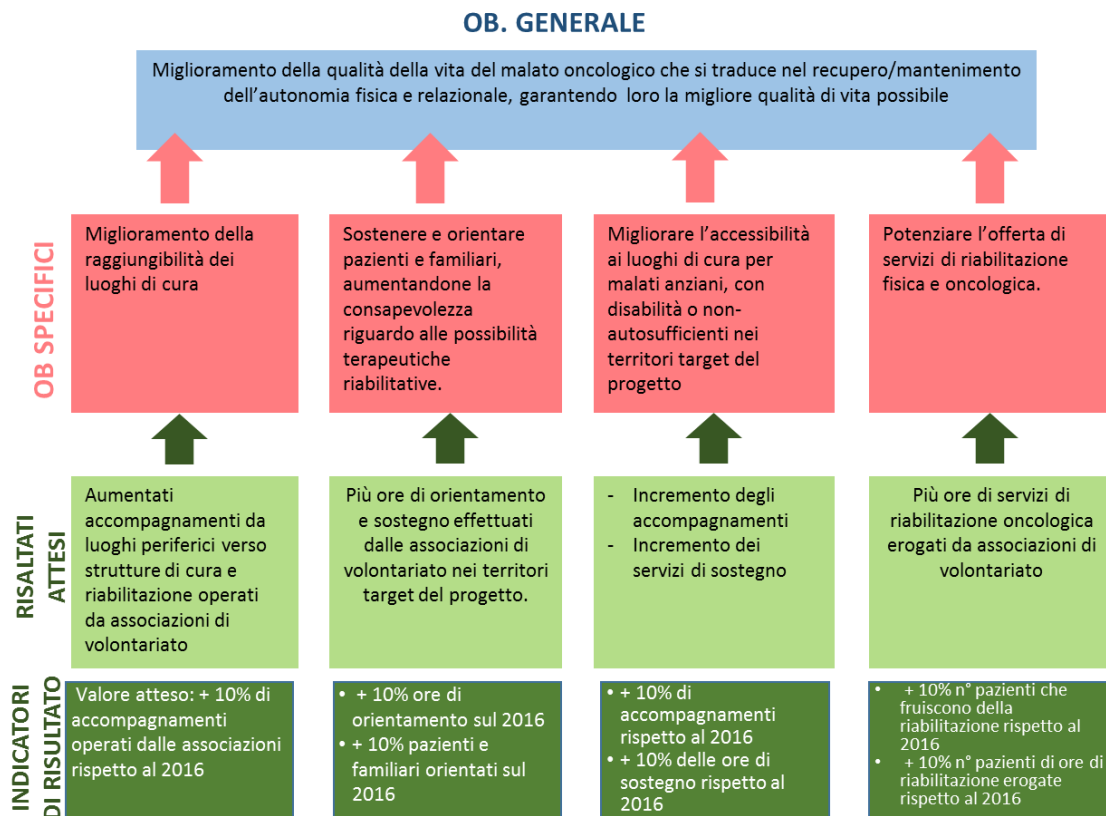 OB. GENERALE
Miglioramento della qualità della vita del malato oncologico che si traduce nel recupero/mantenimento
dell'autonomia fisica e relazionale, garantendo loro la migliore qualità di vita possibile
OB SPECIFICI
Miglioramento della
raggiungibilità dei
luoghi di cura
Sostenere e orientare
pazienti e familiari,
aumentandone la
consapevolezza
riguardo alle possibilità
terapeutiche
riabilitative.
Migliorare l'accessibilità
ai luoghi di cura per
malati anziani, con
disabilità o non-
autosufficienti nei
territori target del
progetto
Potenziare l'offerta di
servizi di riabilitazione
fisica e oncologica.
RISALTATI
ATTESI
Aumentati
accompagnamenti da
luoghi periferici verso
strutture di cura e
riabilitazione operati
da associazioni di
volontariato
Più ore di orientamento
e sostegno effettuati
dalle associazioni di
volontariato nei territori
target del progetto.
- Incremento degli
accompagnamenti
- Incremento dei
servizi di sostegno
Più ore di servizi di
riabilitazione oncologica
erogati da associazioni di
volontariato
INDICATORI
DI RISULTATO
Valore atteso: + 10% di
accompagnamenti
operati dalle associazioni
rispetto al 2016
• + 10% ore di
orientamento sul 2016
• + 10% pazienti e
familiari orientati sul
2016
• + 10% di
accompagnamenti
rispetto al 2016
• + 10% delle ore di
sostegno rispetto al
2016
• + 10% n° pazienti che
fruiscono della
riabilitazione rispetto al
2016
• + 10% n° pazienti di ore di
riabilitazione erogate
rispetto al 2016